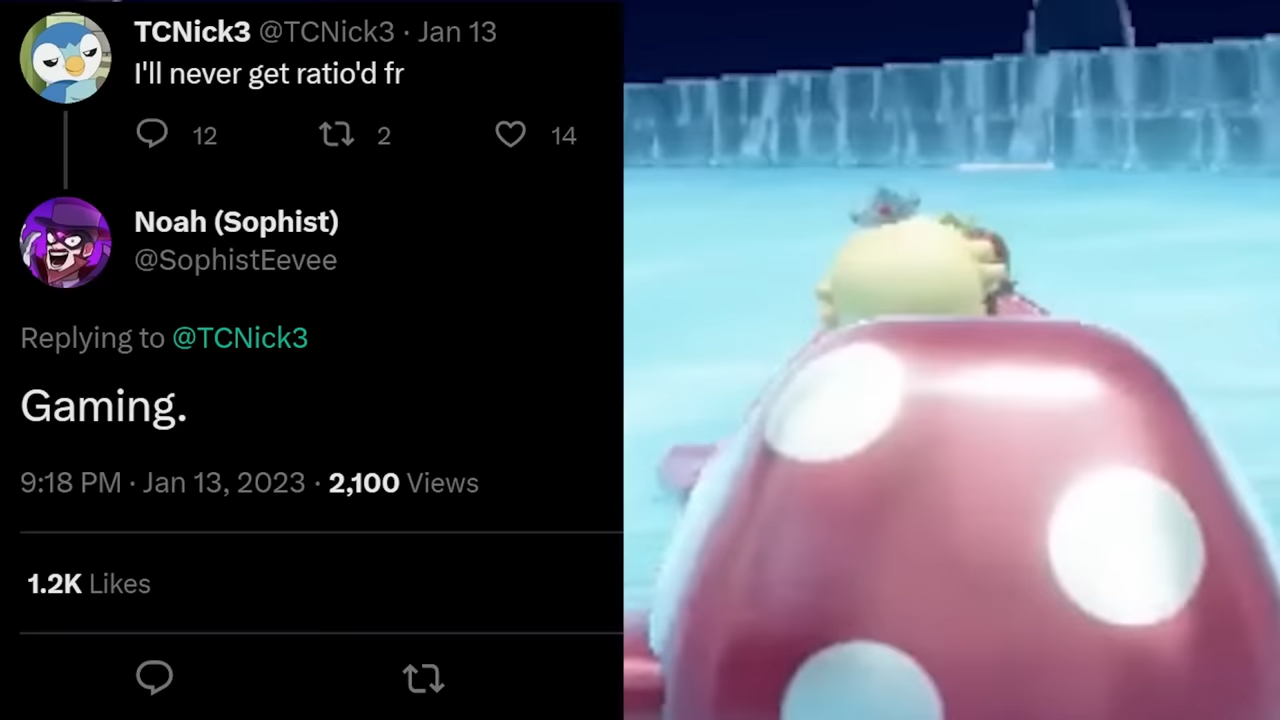 TCNick3 @TCNick3 · Jan 13
I'll never get ratio'd fr
12 2 14
Noah (Sophist)
@SophistEevee
Replying to @TCNick3
Gaming.
9:18 PM · Jan 13, 2023 · 2,100 Views
1.2K Likes